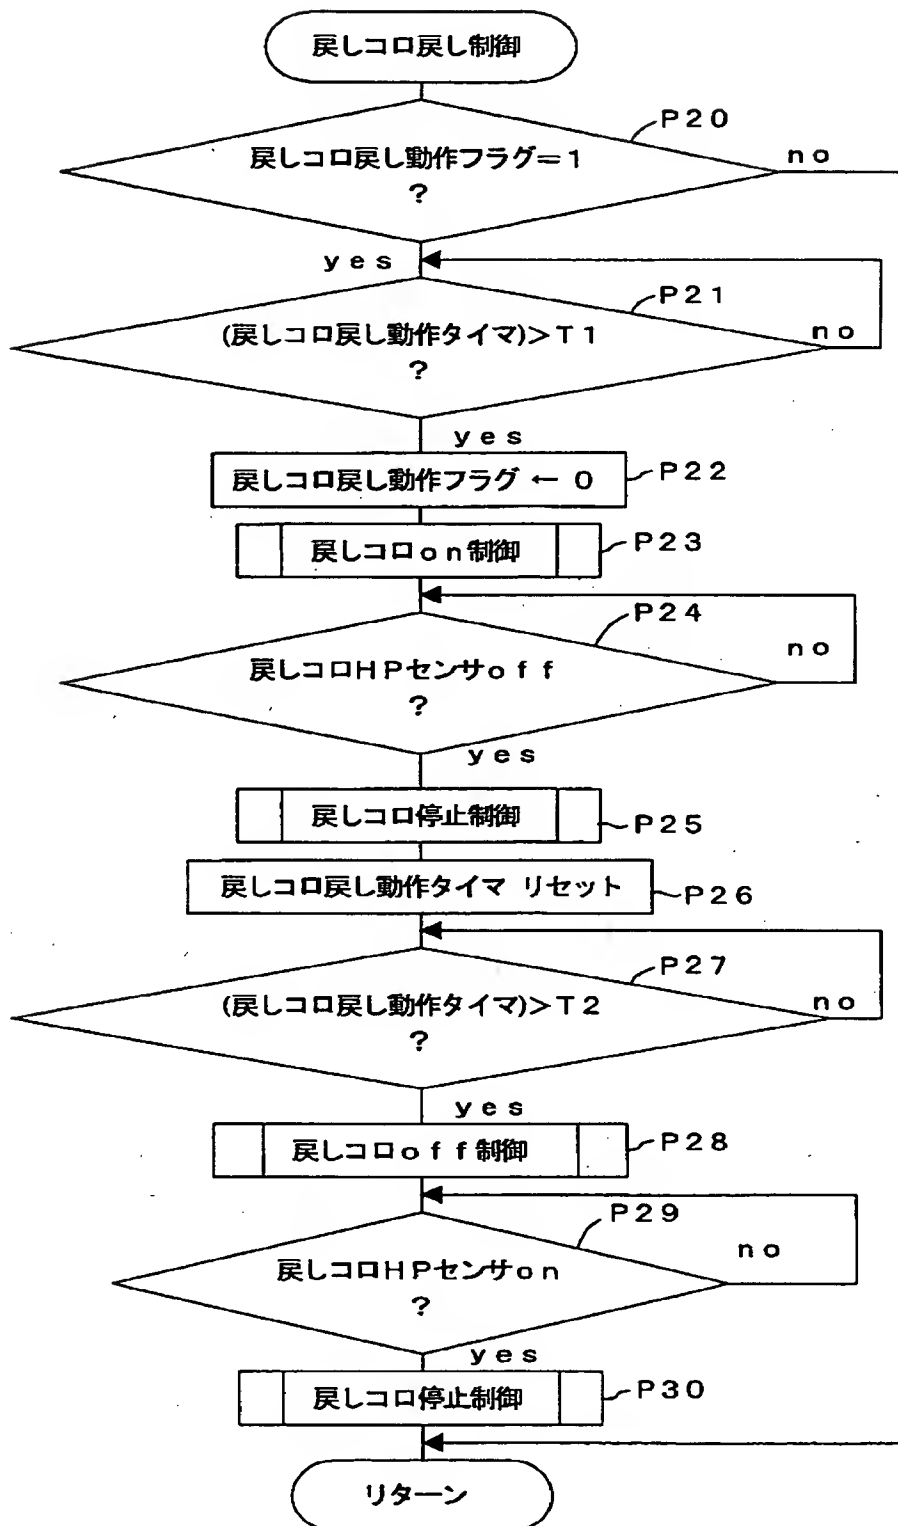 戻しコロ戻し制御
P20
戻しコロ戻し動作フラグ=1
?
no
yes
P21
(戻しコロ戻し動作タイマ)>T1
?
no
yes
戻しコロ戻し動作フラグ ← 0
P22
戻しコロon制御
P23
P24
戻しコロHPセンサoff
?
no
yes
戻しコロ停止制御
P25
戻しコロ戻し動作タイマ リセット
P26
P27
(戻しコロ戻し動作タイマ)>T2
?
no
yes
戻しコロoff制御
P28
P29
戻しコロHPセンサon
?
no
yes
戻しコロ停止制御
P30
リターン